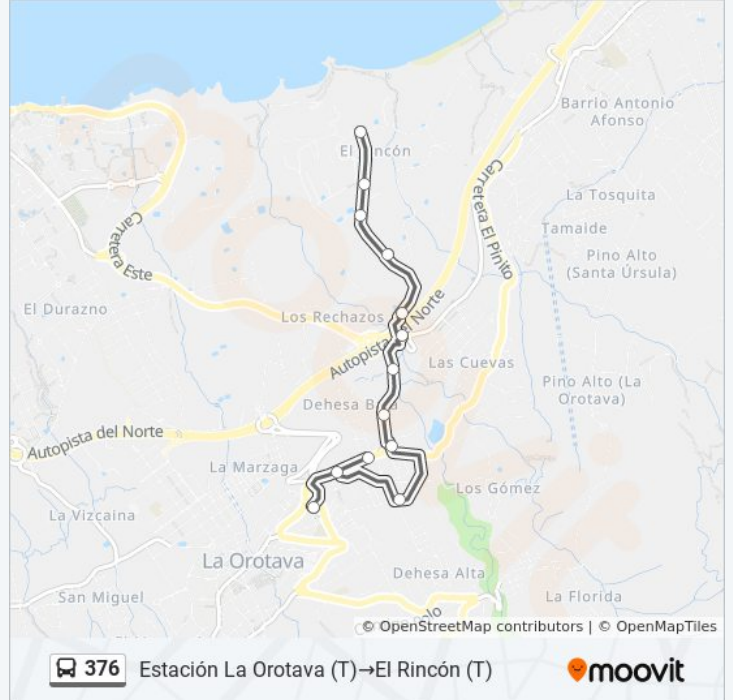 Barrio Antonio
Afonso
El Rincón
La Tosquita
Carretera El Pinito
Tamaide
Pino Alto
(Santa Úrsula)
Carretera Este
El Durazno
Los Rechazos
Autopista del Norte
Las Cuevas
Pino Alto (La
Orotava)
Dehesa Baja
Autopista del Norte
La Marzaga
Los Gómez
La Vizcaina
La Orotava
Dehesa Alta
San Miguel
La Florida
© OpenStreetMap contributors | © OpenMapTiles
376 Estación La Orotava (T)→El Rincón (T)
moovit